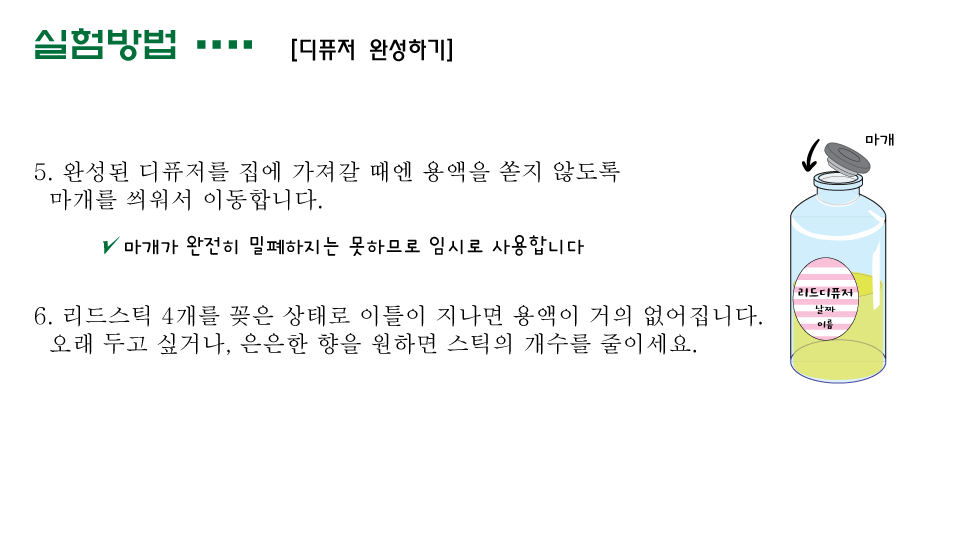 실험방법 ▪▪▪▪ [디퓨저 완성하기]
5. 완성된 디퓨저를 집에 가져갈 때엔 용액을 쏟지 않도록
마개를 씌워서 이동합니다.
✔ 마개가 완전히 밀폐하지는 못하므로 임시로 사용합니다
6. 리드스틱 4개를 꽂은 상태로 이틀이 지나면 용액이 거의 없어집니다.
오래 두고 싶거나, 은은한 향을 원하면 스틱의 개수를 줄이세요.
마개
리드디퓨저
날짜
이름